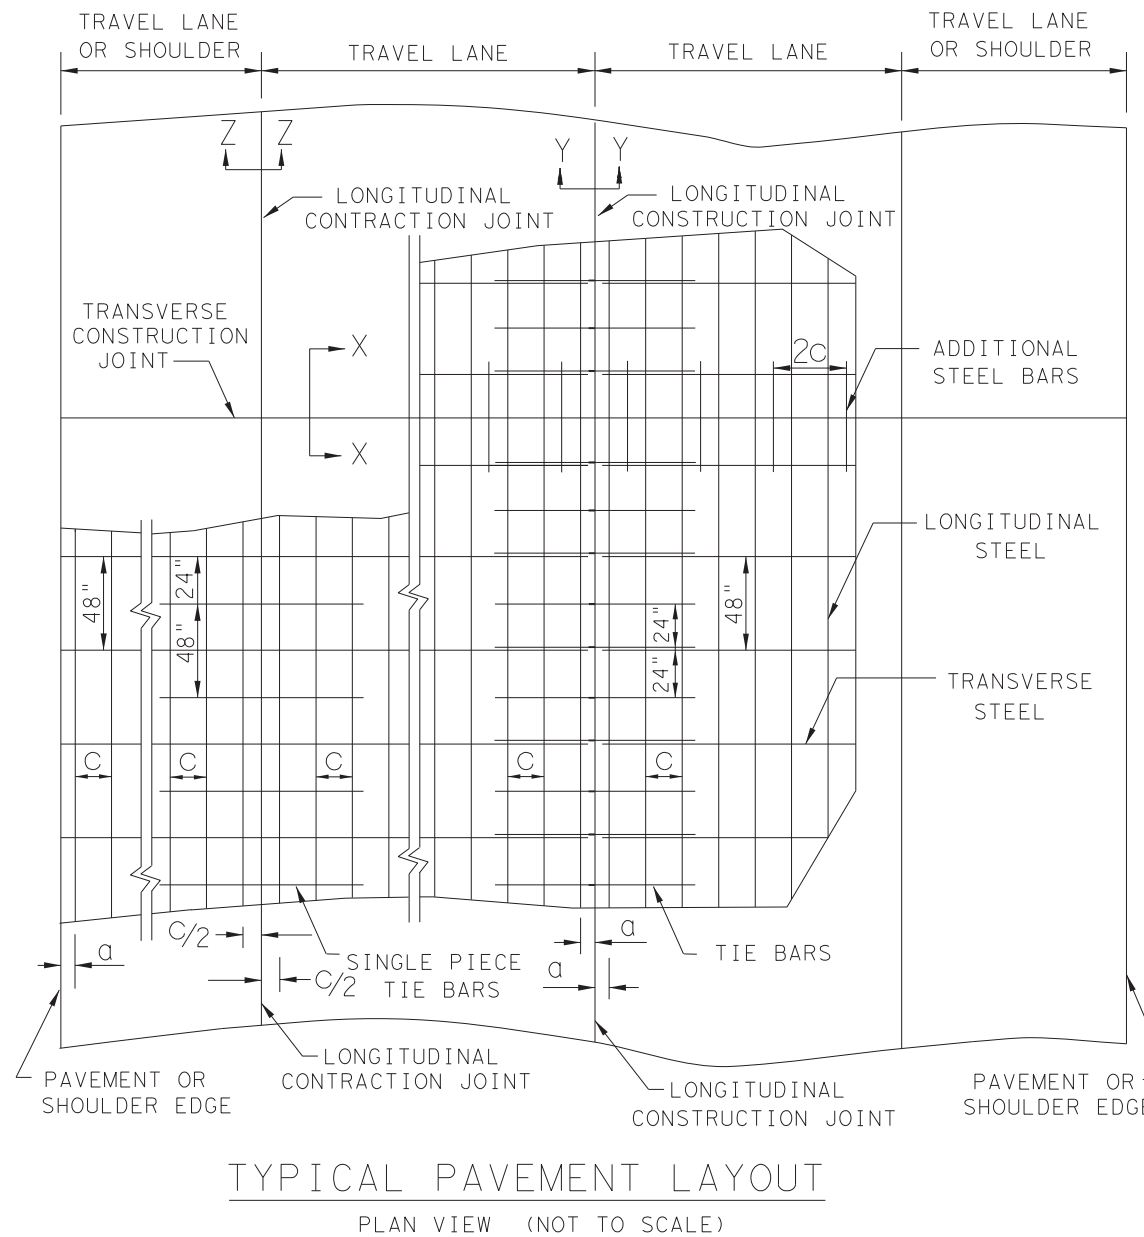 TRAVEL LANE
OR SHOULDER
TRAVEL LANE
TRAVEL LANE
TRAVEL LANE
OR SHOULDER
Z Z
Y Y
LONGITUDINAL
CONTRACTION JOINT
LONGITUDINAL
CONSTRUCTION JOINT
TRANSVERSE
CONSTRUCTION
JOINT
X
X
2C
ADDITIONAL
STEEL BARS
LONGITUDINAL
STEEL
48"
24"
48"
24"
24"
48"
TRANSVERSE
STEEL
C
C
C
C
C
C/2
a
SINGLE PIECE
TIE BARS
C/2
a
a
TIE BARS
LONGITUDINAL
CONTRACTION JOINT
PAVEMENT OR
SHOULDER EDGE
LONGITUDINAL
CONSTRUCTION JOINT
PAVEMENT OR
SHOULDER EDGE
TYPICAL PAVEMENT LAYOUT
PLAN VIEW (NOT TO SCALE)